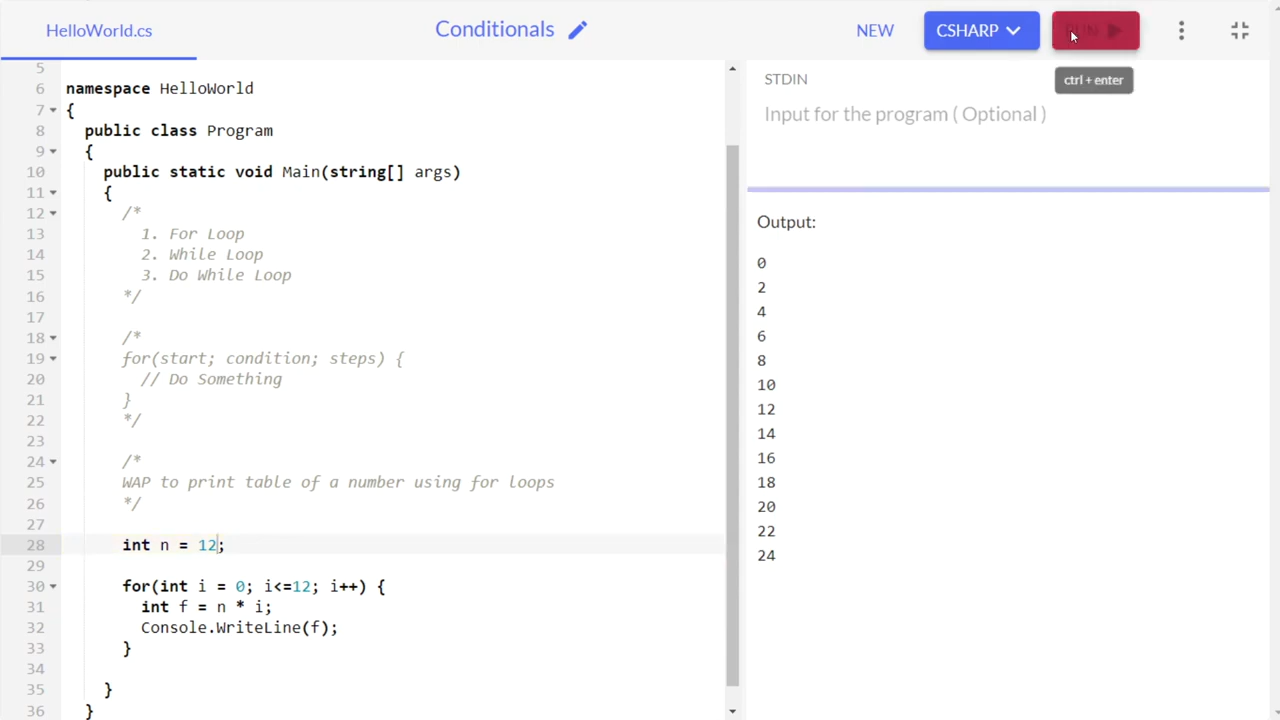 HelloWorld.cs
Conditionals
NEW
CSHARP
RUN
ctrl + enter
5
6 namespace HelloWorld
7 {
8 public class Program
9 {
10 public static void Main(string[] args)
11 {
12 /*
13 1. For Loop
14 2. While Loop
15 3. Do While Loop
16 */
17
18 /*
19 for(start; condition; steps) {
20 // Do Something
21 }
22 */
23
24 /*
25 WAP to print table of a number using for loops
26 */
27
28 int n = 12;
29
30 for(int i = 0; i<=12; i++) {
31 int f = n * i;
32 Console.WriteLine(f);
33 }
34
35 }
36 }
STDIN
Input for the program ( Optional )
Output:
0
2
4
6
8
10
12
14
16
18
20
22
24